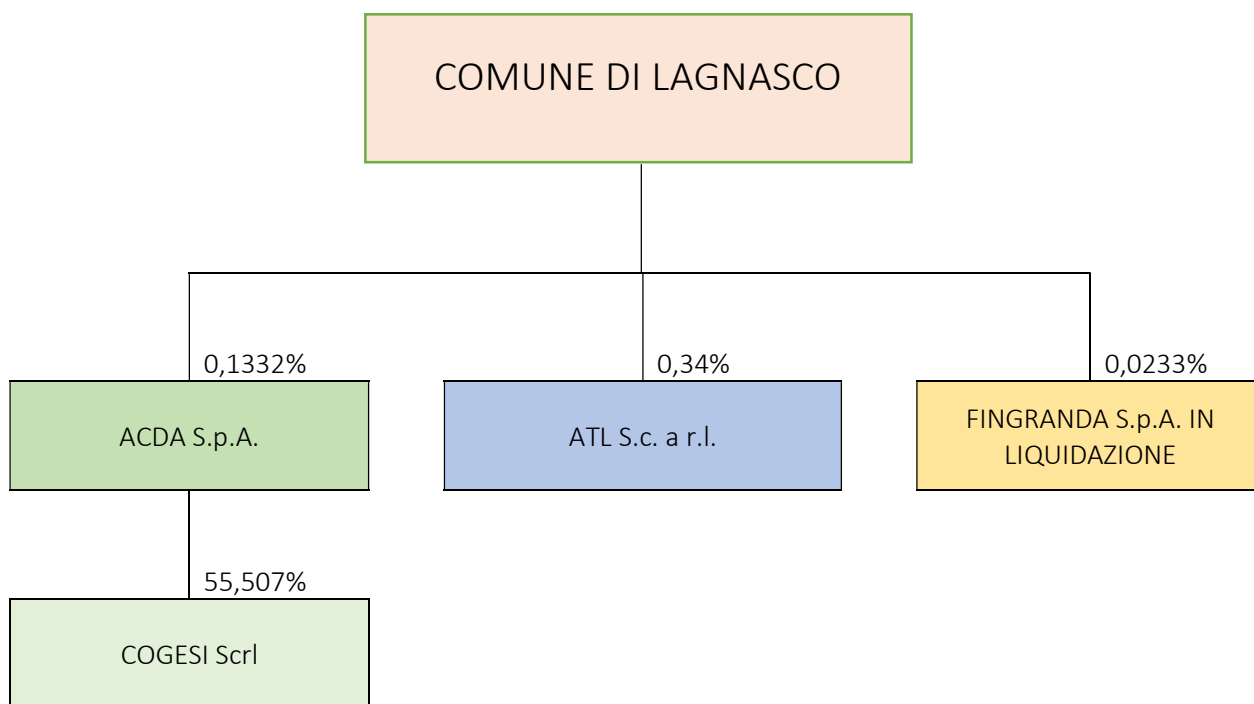 COMUNE DI LAGNASCO
0,1332%
0,34%
0,0233%
ACDA S.p.A.
ATL S.c. a r.l.
FINGRANDA S.p.A. IN
LIQUIDAZIONE
55,507%
COGESI Scrl